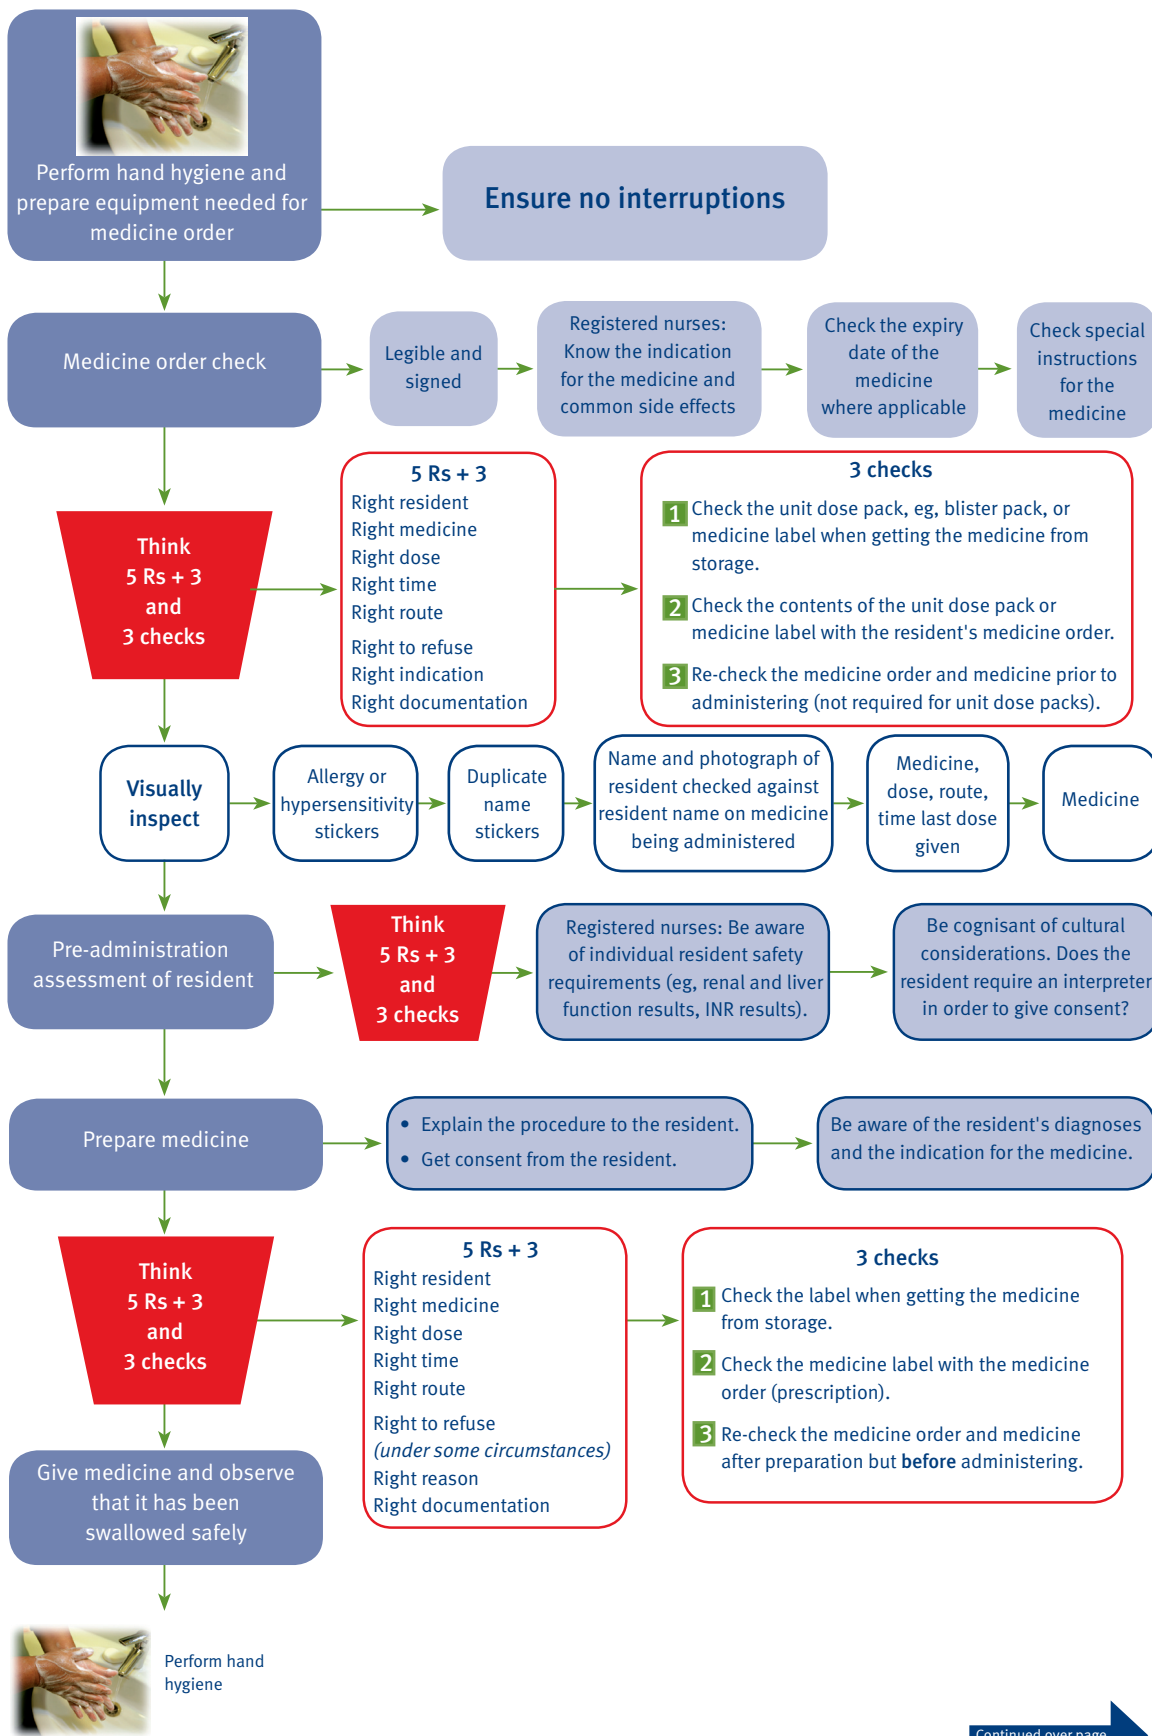 Perform hand hygiene and
prepare equipment needed for
medicine order
Ensure no interruptions
Medicine order check
Legible and
signed
Registered nurses:
Know the indication
for the medicine and
common side effects
Check the expiry
date of the
medicine
where applicable
Check special
instructions
for the
medicine
Think
5 Rs + 3
and
3 checks
5 Rs + 3
Right resident
Right medicine
Right dose
Right time
Right route
Right to refuse
Right indication
Right documentation
3 checks
1 Check the unit dose pack, eg, blister pack, or
medicine label when getting the medicine from
storage.
2 Check the contents of the unit dose pack or
medicine label with the resident's medicine order.
3 Re-check the medicine order and medicine prior to
administering (not required for unit dose packs).
Visually
inspect
Allergy or
hypersensitivity
stickers
Duplicate
name
stickers
Name and photograph of
resident checked against
resident name on medicine
being administered
Medicine,
dose, route,
time last dose
given
Medicine
Pre-administration
assessment of resident
Think
5 Rs + 3
and
3 checks
Registered nurses: Be aware
of individual resident safety
requirements (eg, renal and liver
function results, INR results).
Be cognisant of cultural
considerations. Does the
resident require an interpreter
in order to give consent?
Prepare medicine
• Explain the procedure to the resident.
• Get consent from the resident.
Be aware of the resident's diagnoses
and the indication for the medicine.
Think
5 Rs + 3
and
3 checks
5 Rs + 3
Right resident
Right medicine
Right dose
Right time
Right route
Right to refuse
(under some circumstances)
Right reason
Right documentation
3 checks
1 Check the label when getting the medicine
from storage.
2 Check the medicine label with the medicine
order (prescription).
3 Re-check the medicine order and medicine
after preparation but before administering.
Give medicine and observe
that it has been
swallowed safely
Perform hand
hygiene
Continued over page